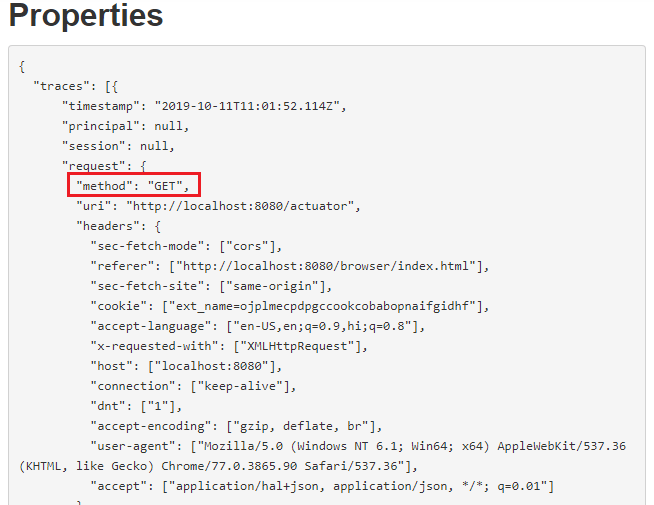 Properties
{
  "traces": [{
      "timestamp": "2019-10-11T11:01:52.114Z",
      "principal": null,
      "session": null,
      "request": {
        "method": "GET",
        "uri": "http://localhost:8080/actuator",
        "headers": {
          "sec-fetch-mode": ["cors"],
          "referer": ["http://localhost:8080/browser/index.html"],
          "sec-fetch-site": ["same-origin"],
          "cookie": ["ext_name=ojplmecpdpgccookcobabopnaifgidhf"],
          "accept-language": ["en-US,en;q=0.9,hi;q=0.8"],
          "x-requested-with": ["XMLHttpRequest"],
          "host": ["localhost:8080"],
          "connection": ["keep-alive"],
          "dnt": ["1"],
          "accept-encoding": ["gzip, deflate, br"],
          "user-agent": ["Mozilla/5.0 (Windows NT 6.1; Win64; x64) AppleWebKit/537.36
(KHTML, like Gecko) Chrome/77.0.3865.90 Safari/537.36"],
          "accept": ["application/hal+json, application/json, */*; q=0.01"]